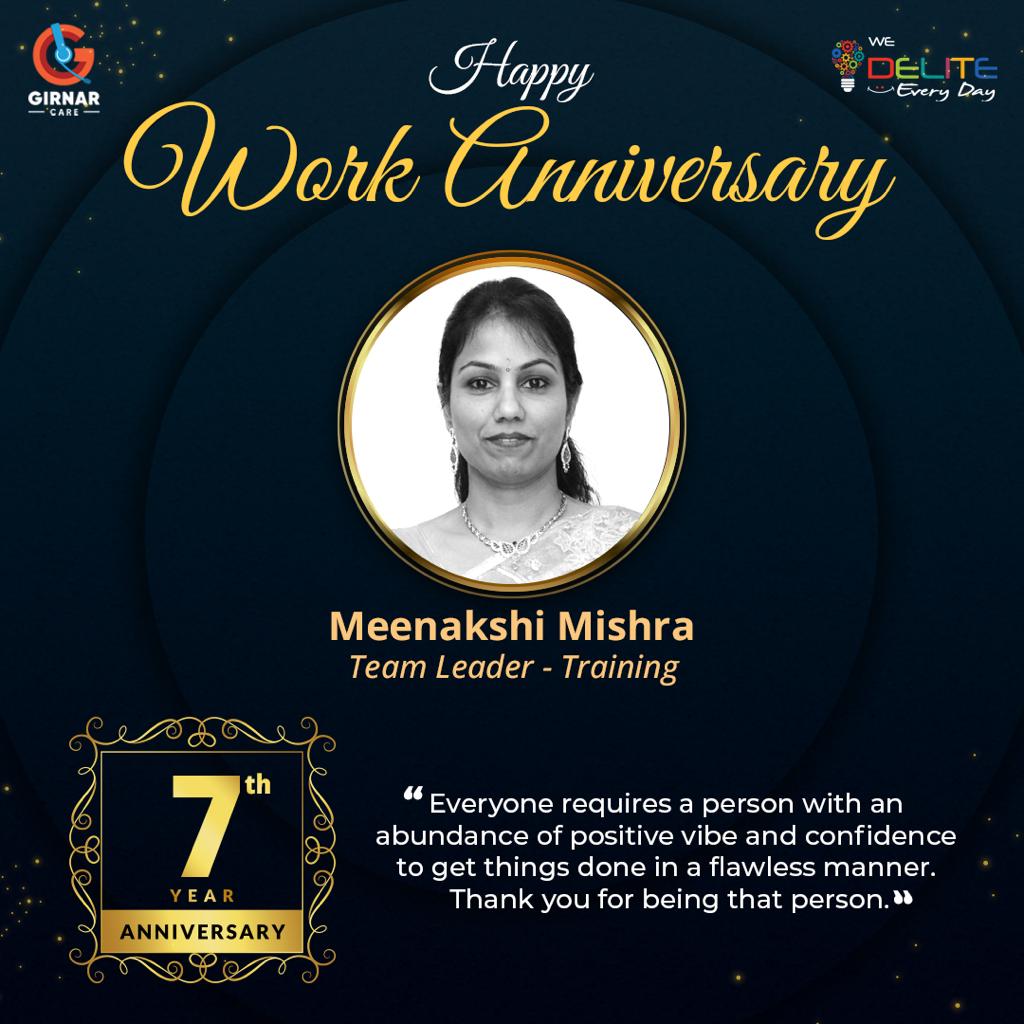 GIRNAR
CARE
WE
DELITE
Every Day
Happy
Work Anniversary
Meenakshi Mishra
Team Leader - Training
7th
YEAR
ANNIVERSARY
“Everyone requires a person with an
abundance of positive vibe and confidence
to get things done in a flawless manner.
Thank you for being that person.”